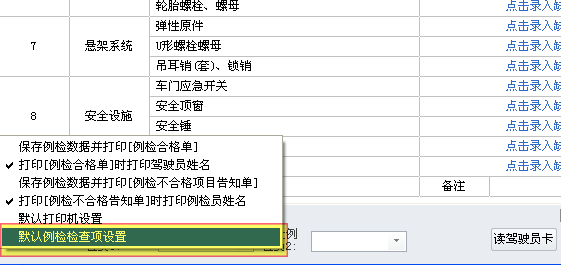 轮胎螺栓、螺母
点击录入
7
悬架系统
弹性原件
点击录入
U形螺栓螺母
点击录入
吊耳销(套)、锁销
点击录入
8
安全设施
车门应急开关
点击录入
安全顶窗
点击录入
安全锤
点击录入
点击录入
点击录入
备注
保存例检数据并打印[例检合格单]
打印[例检合格单]时打印驾驶员姓名
保存例检数据并打印[例检不合格项目告知单]
打印[例检不合格告知单]时打印例检员姓名
默认打印机设置
默认例检检查项设置
例
2:
读驾驶员卡